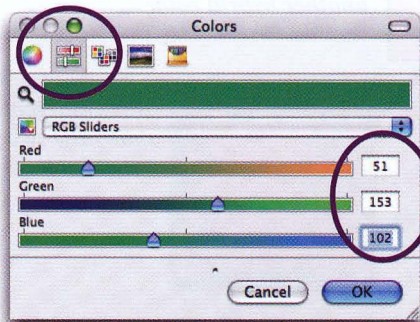 Colors
RGB Sliders
Red
51
Green
153
Blue
102
Cancel OK